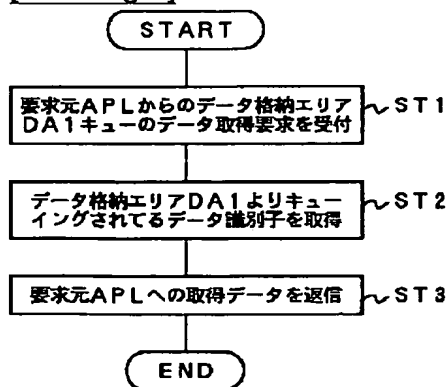 START
要求元APLからのデータ格納エリア
DA1キューのデータ取得要求を受付
ST1
データ格納エリアDA1よりキュー
イングされてるデータ識別子を取得
ST2
要求元APLへの取得データを返信
ST3
END